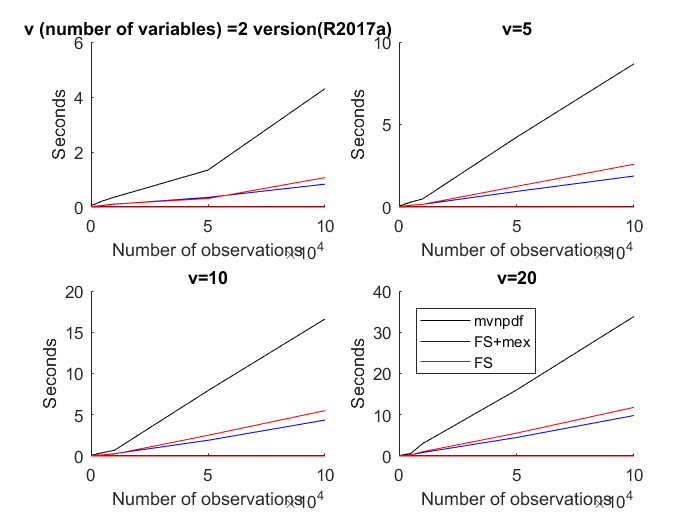 v (number of variables) =2 version(R2017a)
6
4
2
0
Seconds
0
5
10
Number of observations
×10^4
v=5
10
5
0
Seconds
0
5
10
Number of observations
×10^4
v=10
20
15
10
5
0
Seconds
0
5
10
Number of observations
×10^4
v=20
40
30
20
10
0
Seconds
mvnpdf
FS+mex
FS
0
5
10
Number of observations
×10^4